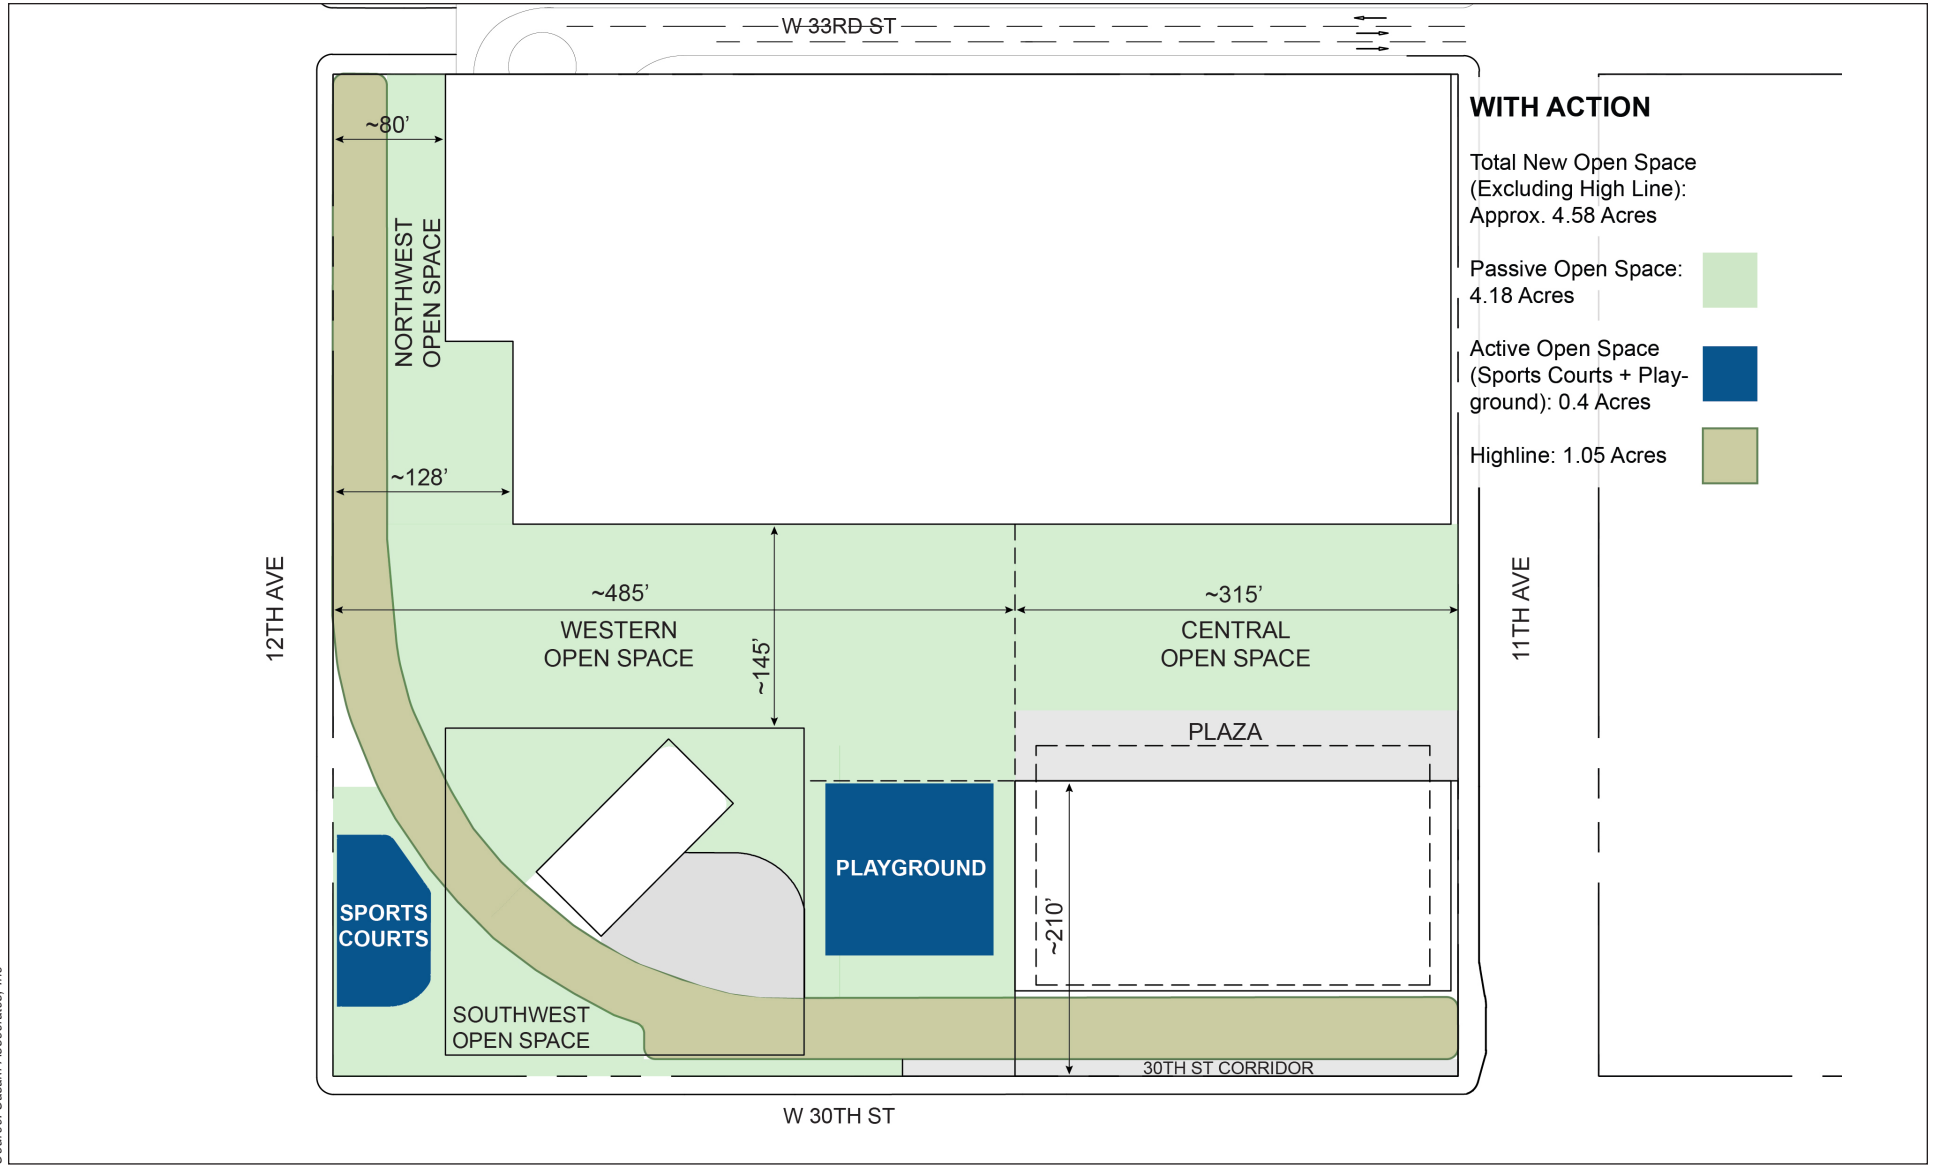 W 33RD ST
WITH ACTION
Total New Open Space
(Excluding High Line):
Approx. 4.58 Acres
Passive Open Space:
4.18 Acres
Active Open Space
(Sports Courts + Play-
ground): 0.4 Acres
Highline: 1.05 Acres
~80’
NORTHWEST
OPEN SPACE
~128’
12TH AVE
11TH AVE
~485’
WESTERN
OPEN SPACE
~145’
~315’
CENTRAL
OPEN SPACE
PLAZA
PLAYGROUND
SPORTS
COURTS
~210’
SOUTHWEST
OPEN SPACE
30TH ST CORRIDOR
W 30TH ST